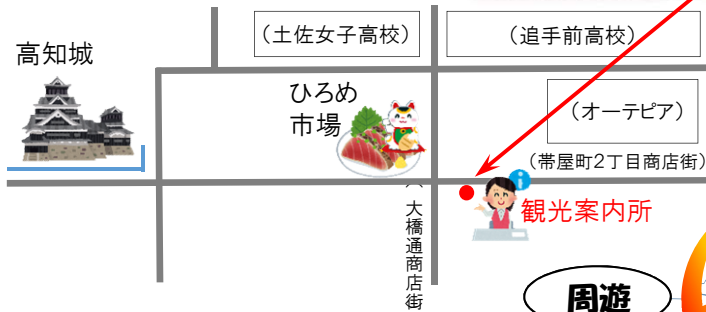 (土佐女子高校)
(追手前高校)
高知城
ひろめ
市場
(オーテピア)
(帯屋町2丁目商店街)
i
観光案内所
(大橋通商店街
周遊